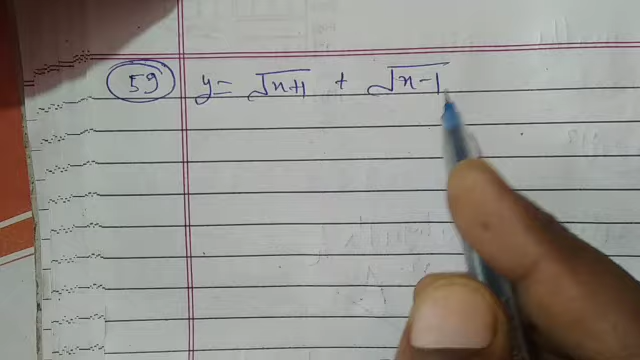 59 y = √x+1 + √x-1